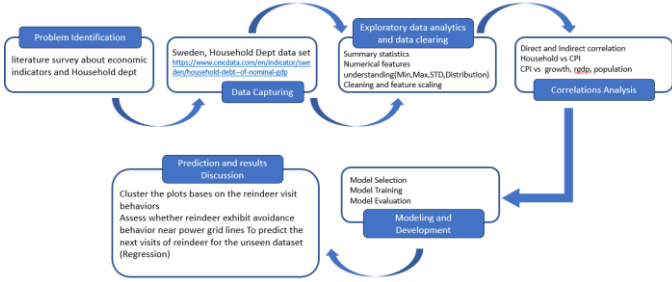 Problem Identification
literature survey about economic
indicators and Household dept
Sweden, Household Dept data set
https://www.ceicdata.com/en/indicator/swe
den/household-debt--of-nominal-gdp
Data Capturing
Exploratory data analytics
and data clearing
Summary statistics
Numerical features
understanding(Min,Max,STD,Distribution)
Cleaning and feature scaling
Direct and Indirect correlation
Household vs CPI
CPI vs growth, rgdp, population
Correlations Analysis
Model Selection
Model Training
Model Evaluation
Modeling and
Development
Prediction and results
Discussion
Cluster the plots bases on the reindeer visit
behaviors
Assess whether reindeer exhibit avoidance
behavior near power grid lines To predict the
next visits of reindeer for the unseen dataset
(Regression)